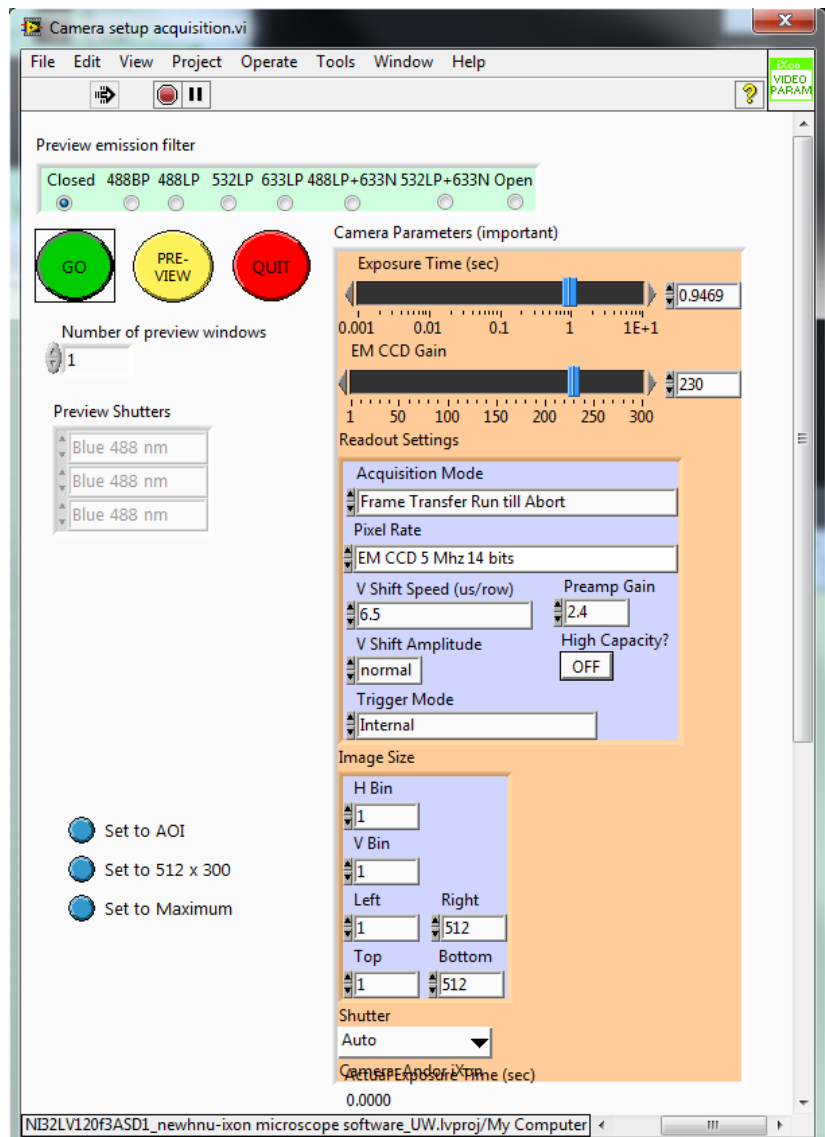 Camera setup acquisition.vi
File Edit View Project Operate Tools Window Help
iXon
VIDEO
PARAM
Preview emission filter
Closed 488BP 488LP 532LP 633LP 488LP+633N 532LP+633N Open
GO
PRE-
VIEW
QUIT
Number of preview windows
1
Preview Shutters
Blue 488 nm
Blue 488 nm
Blue 488 nm
Set to AOI
Set to 512 x 300
Set to Maximum
Camera Parameters (important)
Exposure Time (sec)
0.9469
0.001 0.01 0.1 1 1E+1
EM CCD Gain
230
1 50 100 150 200 250 300
Readout Settings
Acquisition Mode
Frame Transfer Run till Abort
Pixel Rate
EM CCD 5 Mhz 14 bits
V Shift Speed (us/row) Preamp Gain
6.5 2.4
V Shift Amplitude High Capacity?
normal OFF
Trigger Mode
Internal
Image Size
H Bin
1
V Bin
1
Left Right
1 512
Top Bottom
1 512
Shutter
Auto
Camera: Andor iXon
Actual Exposure Time (sec)
0.0000
NI32LV120f3ASD1_newhnu-ixon microscope software_UW.lvproj/My Computer